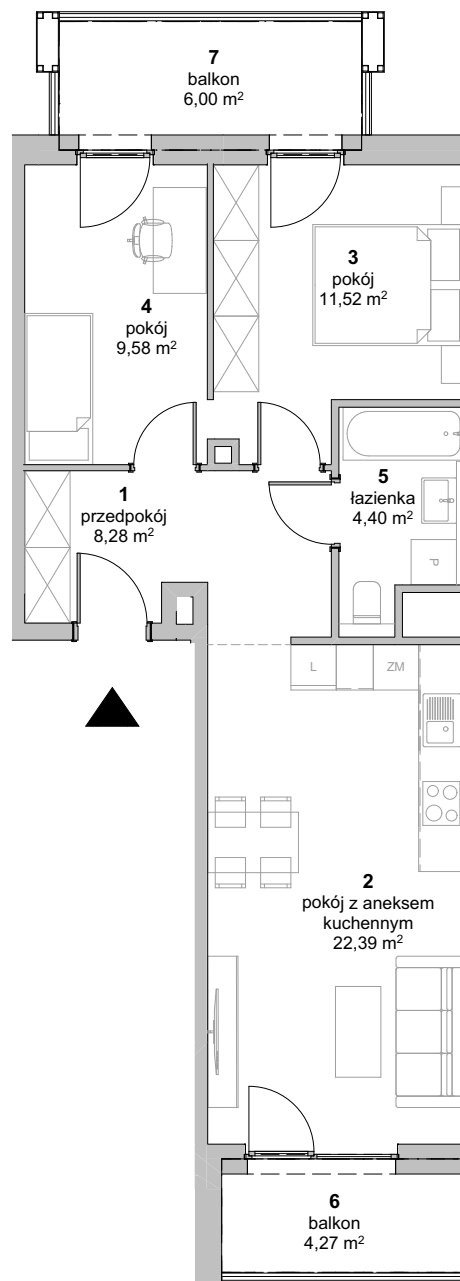 7
balkon
6,00 m²
3
pokój
11,52 m²
4
pokój
9,58 m²
1
przedpokój
8,28 m²
5
łazienka
4,40 m²
P
L
ZM
2
pokój z aneksem
kuchennym
22,39 m²
6
balkon
4,27 m²